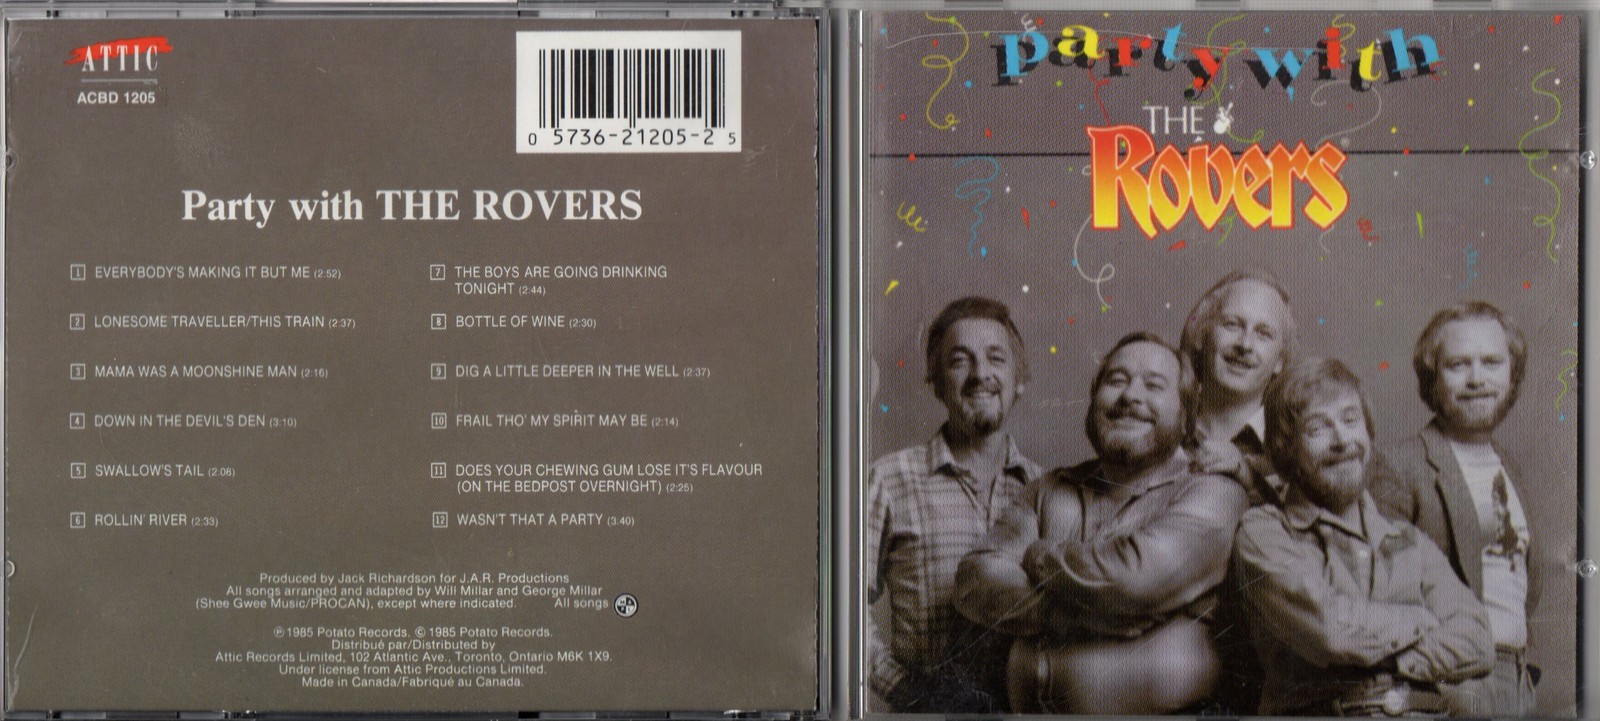 ATTIC
ACBD 1205
0 5736-21205-2 5
Party with THE ROVERS
1 EVERYBODY'S MAKING IT BUT ME (2:52)
2 LONESOME TRAVELLER/THIS TRAIN (2:37)
3 MAMA WAS A MOONSHINE MAN (2:16)
4 DOWN IN THE DEVIL'S DEN (3:10)
5 SWALLOW'S TAIL (2:06)
6 ROLLIN' RIVER (2:33)
7 THE BOYS ARE GOING DRINKING
TONIGHT (2:44)
8 BOTTLE OF WINE (2:30)
9 DIG A LITTLE DEEPER IN THE WELL (2:37)
10 FRAIL THO' MY SPIRIT MAY BE (2:14)
11 DOES YOUR CHEWING GUM LOSE IT'S FLAVOUR
(ON THE BEDPOST OVERNIGHT) (2:25)
12 WASN'T THAT A PARTY (3:40)
Produced by Jack Richardson for J.A.R. Productions
All songs arranged and adapted by Will Millar and George Millar
(Shee Gwee Music/PROCAN), except where indicated. All songs
℗ 1985 Potato Records. © 1985 Potato Records.
Distribué par/Distributed by
Attic Records Limited, 102 Atlantic Ave., Toronto, Ontario M6K 1X9.
Under license from Attic Productions Limited.
Made in Canada/Fabriqué au Canada.
party with
THE
Rovers